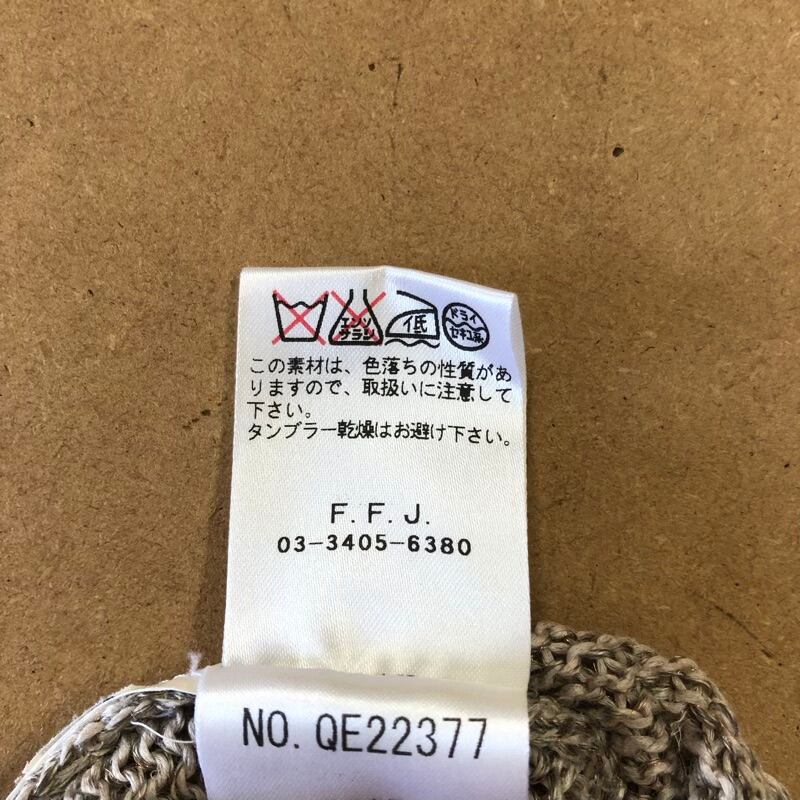 エンソ
サラシ
低
ドライ
セキユ系
この素材は、色落ちの性質があ
りますので、取扱いに注意して
下さい。
タンブラー乾燥はお避け下さい。
F. F. J.
03-3405-6380
NO. QE22377